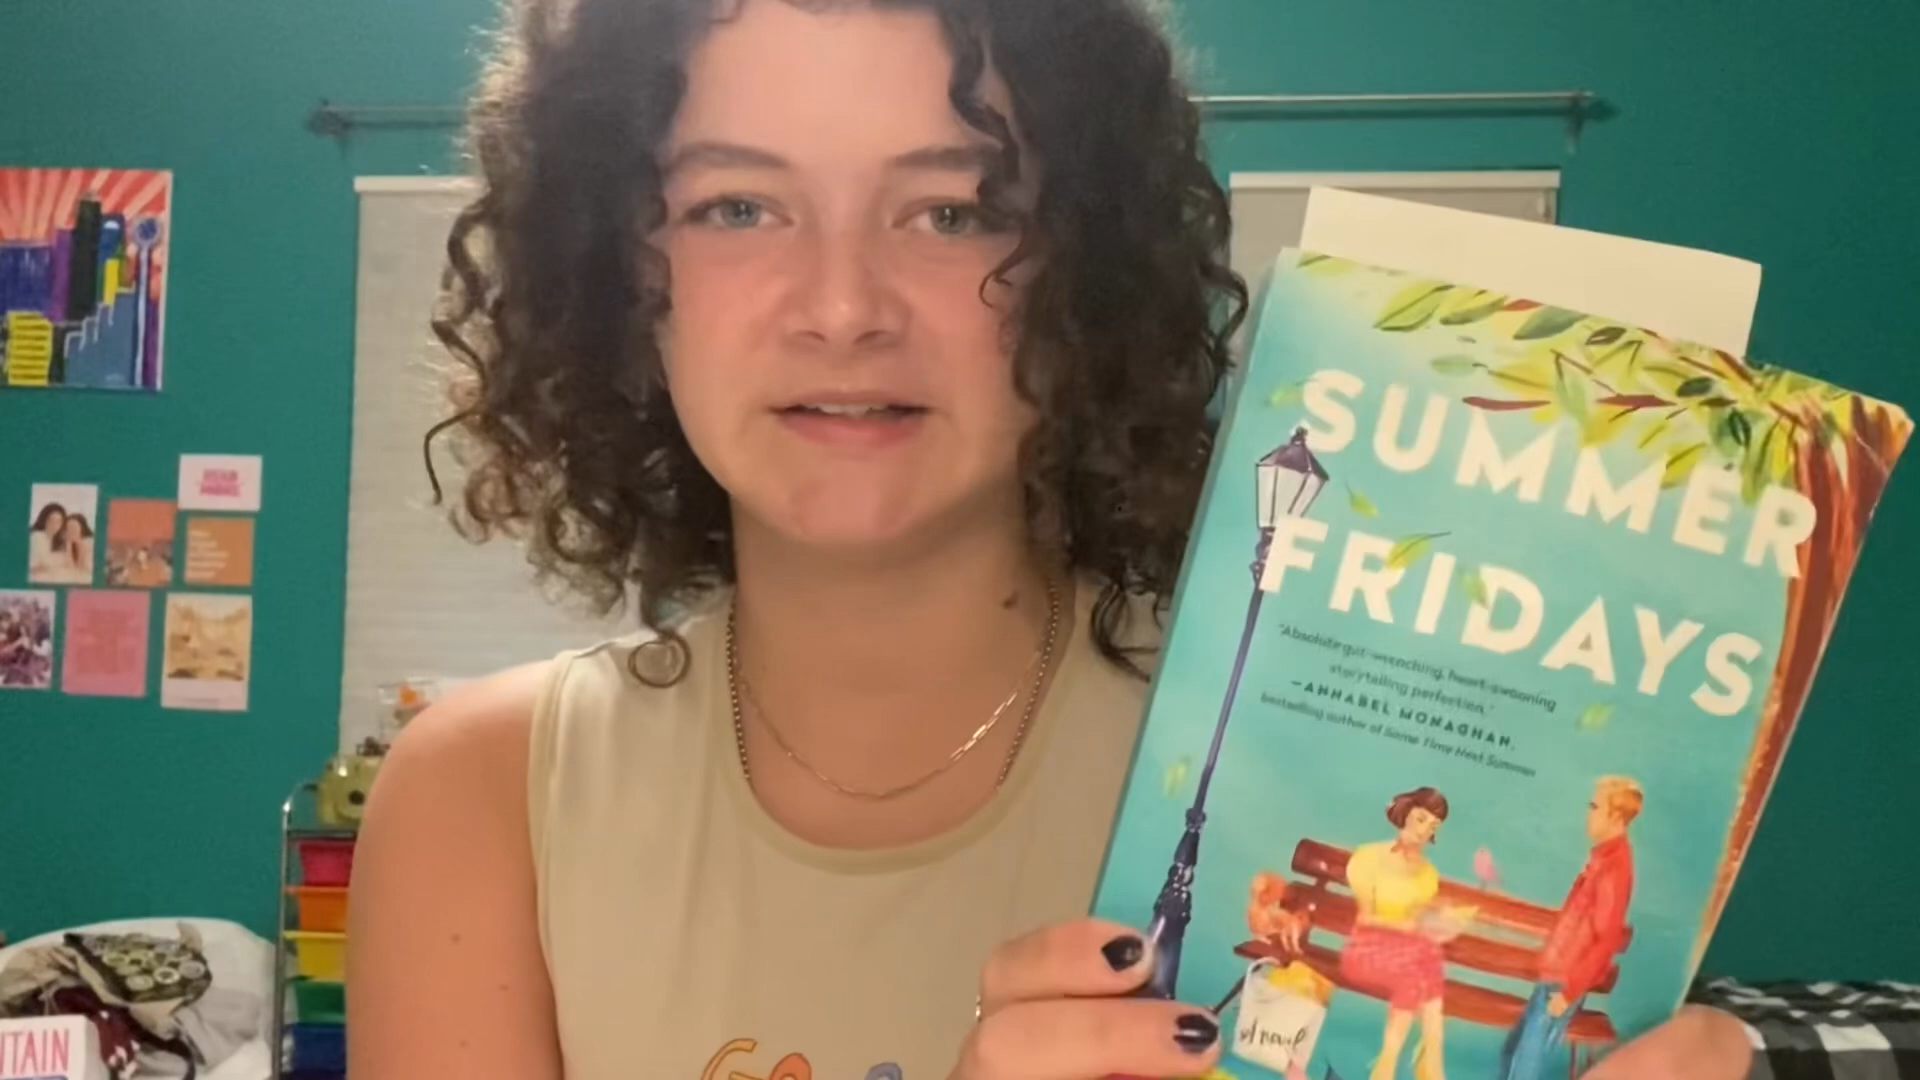 SUMMER
FRIDAYS
"Absolute gut-wrenching, heart-swooning
storytelling perfection."
—ANNABEL MONAGHAN,
bestselling author of Same Time Next Summer
a novel
TAIN